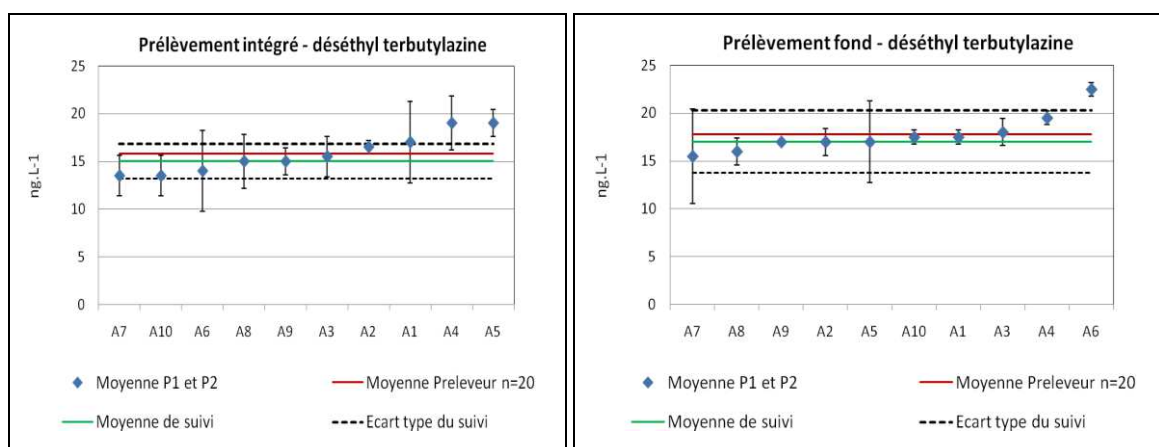 Prélèvement intégré - déséthyl terbutylazine
25
20
15
10
5
0
ng.L-1
A7 A10 A6 A8 A9 A3 A2 A1 A4 A5
Moyenne P1 et P2
Moyenne Preleveur n=20
Moyenne de suivi
Ecart type du suivi
Prélèvement fond - déséthyl terbutylazine
25
20
15
10
5
0
ng.L-1
A7 A8 A9 A2 A5 A10 A1 A3 A4 A6
Moyenne P1 et P2
Moyenne Preleveur n=20
Moyenne de suivi
Ecart type du suivi